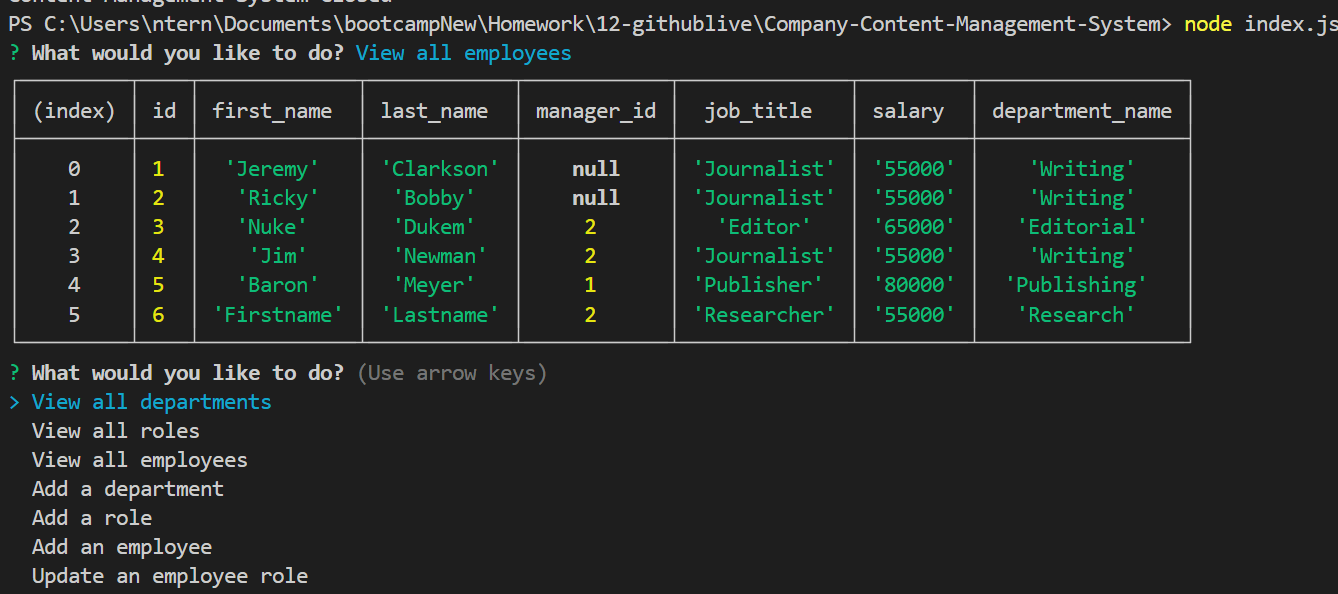 Content Management System Closed
PS C:\Users\ntern\Documents\bootcampNew\Homework\12-githublive\Company-Content-Management-System> node index.js
? What would you like to do? View all employees
(index) id first_name last_name manager_id job_title salary department_name
0 1 'Jeremy' 'Clarkson' null 'Journalist' '55000' 'Writing'
1 2 'Ricky' 'Bobby' null 'Journalist' '55000' 'Writing'
2 3 'Nuke' 'Dukem' 2 'Editor' '65000' 'Editorial'
3 4 'Jim' 'Newman' 2 'Journalist' '55000' 'Writing'
4 5 'Baron' 'Meyer' 1 'Publisher' '80000' 'Publishing'
5 6 'Firstname' 'Lastname' 2 'Researcher' '55000' 'Research'
? What would you like to do? (Use arrow keys)
> View all departments
View all roles
View all employees
Add a department
Add a role
Add an employee
Update an employee role